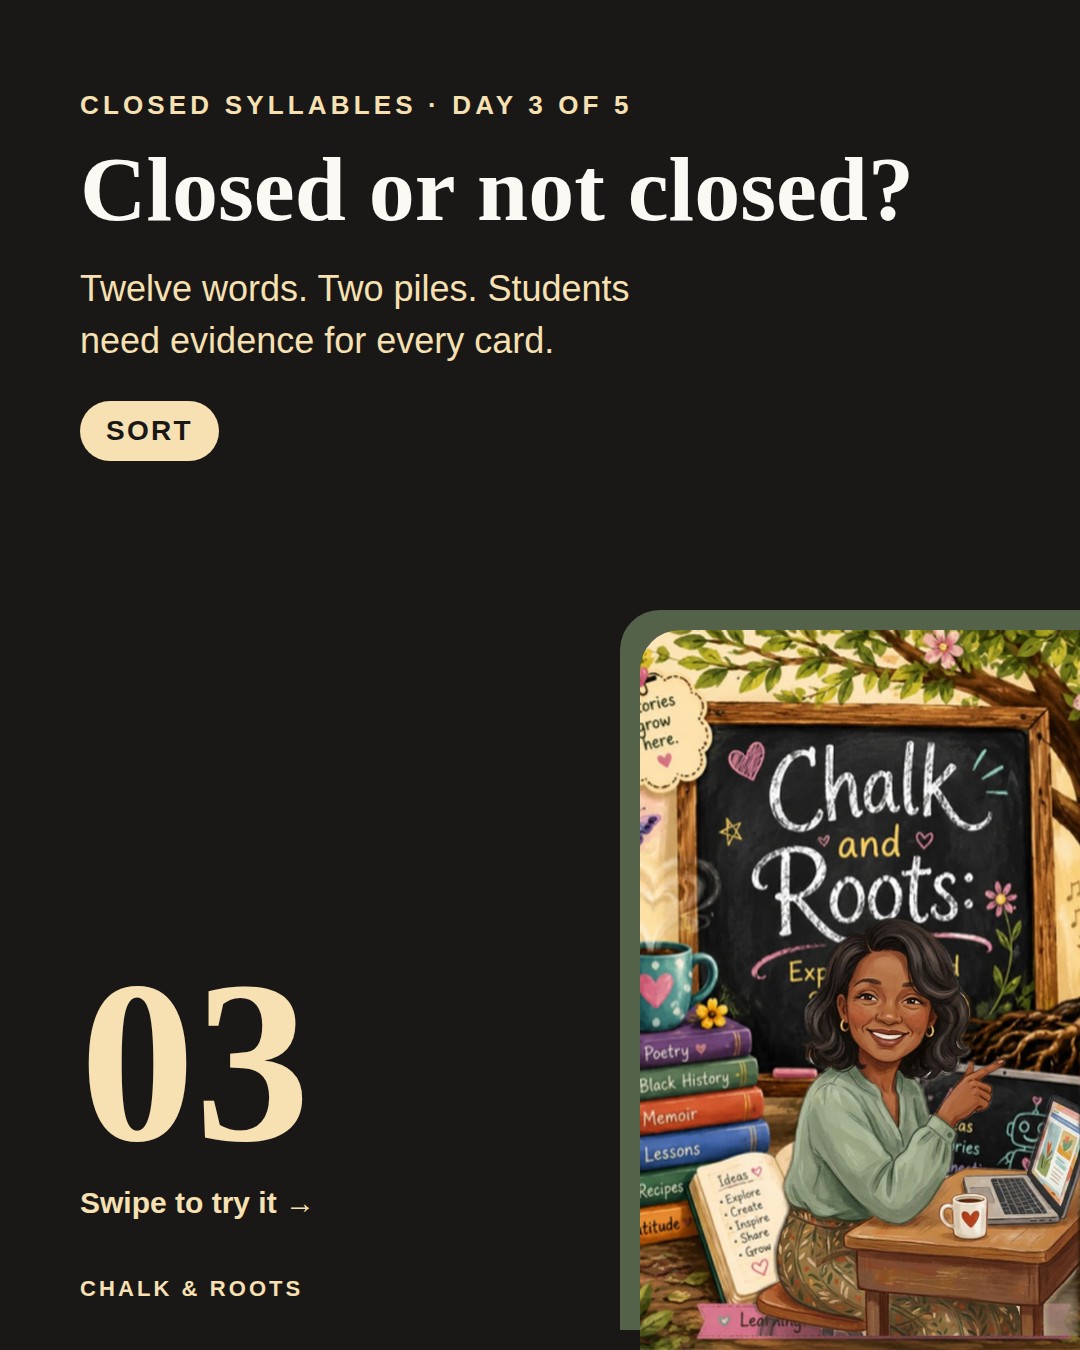 CLOSED SYLLABLES · DAY 3 OF 5
Closed or not closed?
Twelve words. Two piles. Students
need evidence for every card.
SORT
03
Swipe to try it →
CHALK & ROOTS
grow
here.
Chalk
and
Roots:
Poetry
Black History
Memoir
Lessons
Recipes
Ideas
• Explore
• Create
• Inspire
• Share
• Grow
Learning